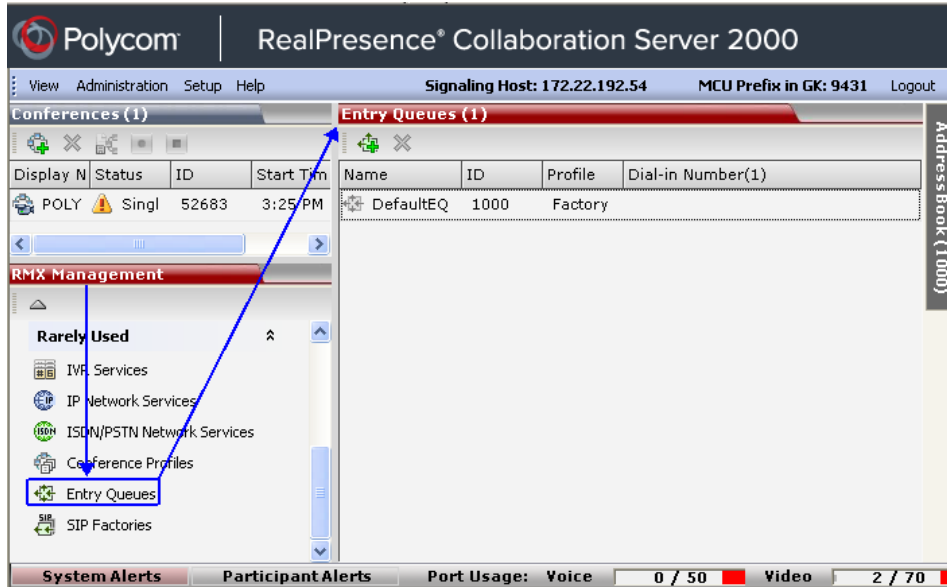 Polycom® RealPresence® Collaboration Server 2000
View Administration Setup Help Signaling Host: 172.22.192.54 MCU Prefix in GK: 9431 Logout
Conferences (1)
Display N Status ID Start Tim
POLY Singl 52683 3:25 PM
RMX Management
Rarely Used
IVR Services
IP Network Services
ISDN/PSTN Network Services
Conference Profiles
Entry Queues
SIP Factories
Entry Queues (1)
Name ID Profile Dial-in Number(1)
DefaultEQ 1000 Factory
AddressBook (1000)
System Alerts Participant Alerts Port Usage: Voice 0 / 50 Video 2 / 70